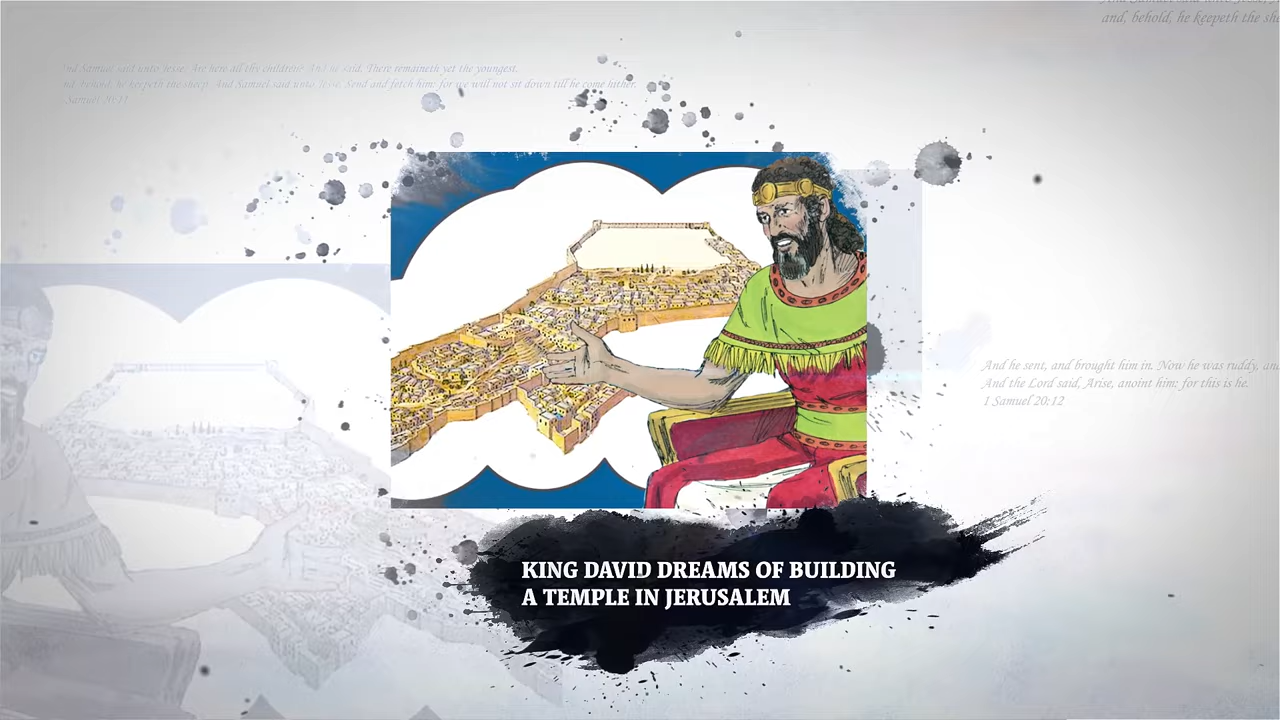 and, behold, he keepeth the she
And Samuel said unto Jesse, Are here all thy children? And he said, There remaineth yet the youngest,
and, behold, he keepeth the sheep. And Samuel said unto Jesse, Send and fetch him: for we will not sit down till he come hither.
And he sent, and brought him in. Now he was ruddy, and
And the Lord said, Arise, anoint him: for this is he.
1 Samuel 20:12
KING DAVID DREAMS OF BUILDING
A TEMPLE IN JERUSALEM